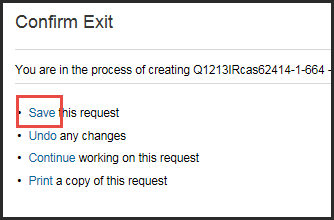 Confirm Exit
You are in the process of creating Q1213IRcas62414-1-664 -
• Save this request
• Undo any changes
• Continue working on this request
• Print a copy of this request